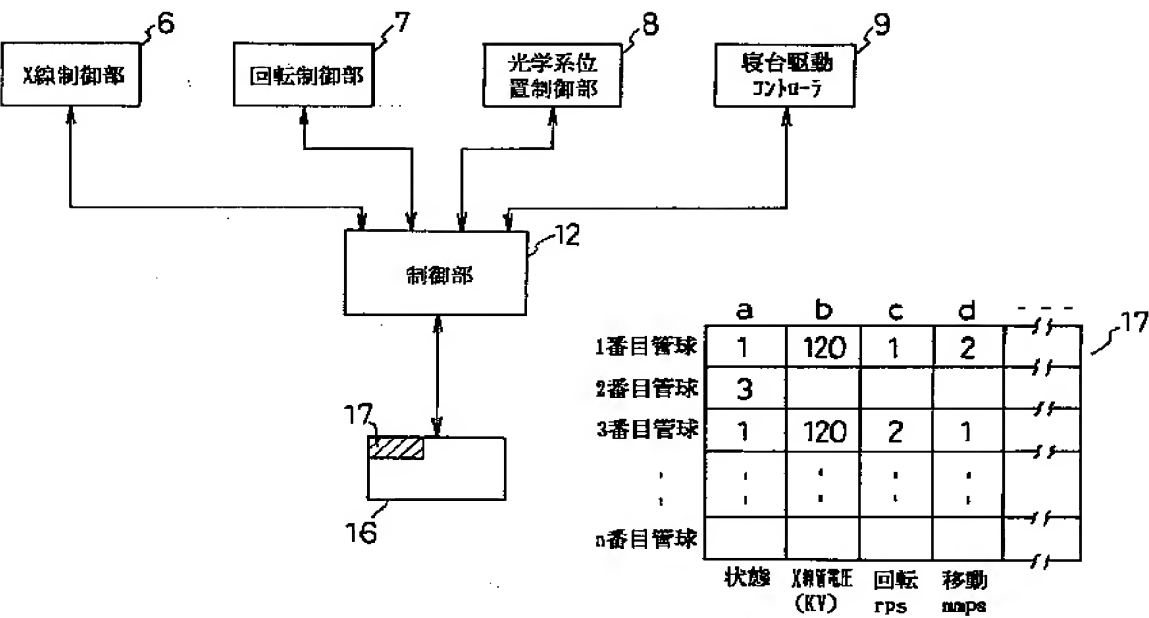 6
7
8
9
X線制御部
回転制御部
光学系位
置制御部
寝台駆動
コントローラ
12
制御部
17
16
a b c d - - -
17
1番目管球 1 120 1 2
2番目管球 3
3番目管球 1 120 2 1
n番目管球
状態 X線管電圧 回転 移動
(KV) rps mmps